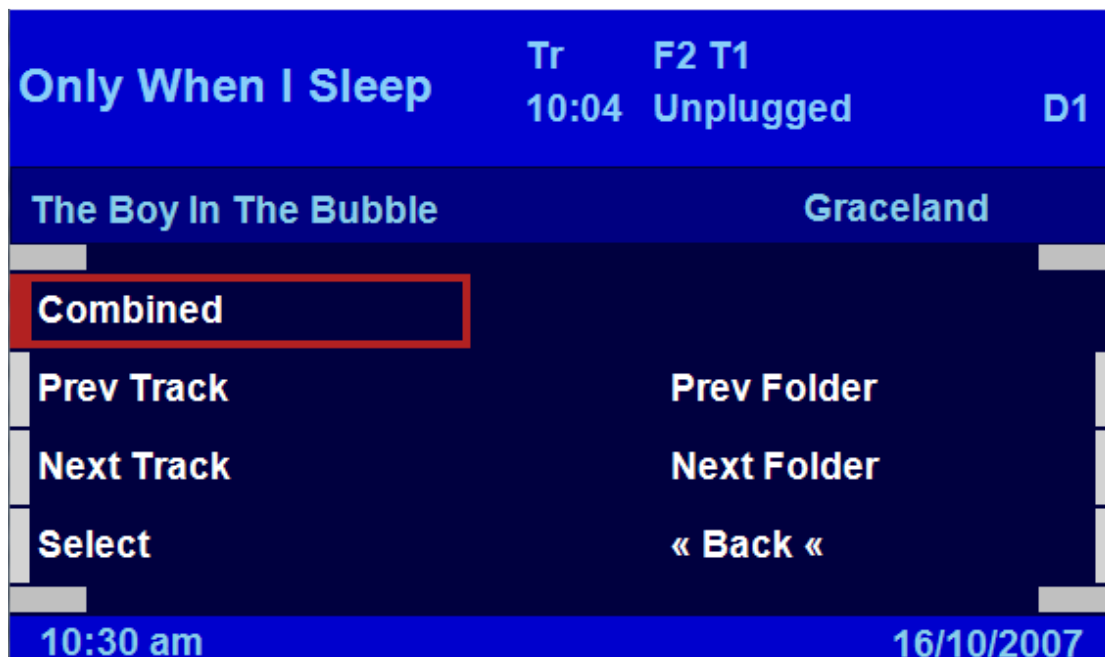 Only When I Sleep
Tr F2 T1
10:04 Unplugged D1
The Boy In The Bubble Graceland
Combined
Prev Track Prev Folder
Next Track Next Folder
Select « Back «
10:30 am 16/10/2007